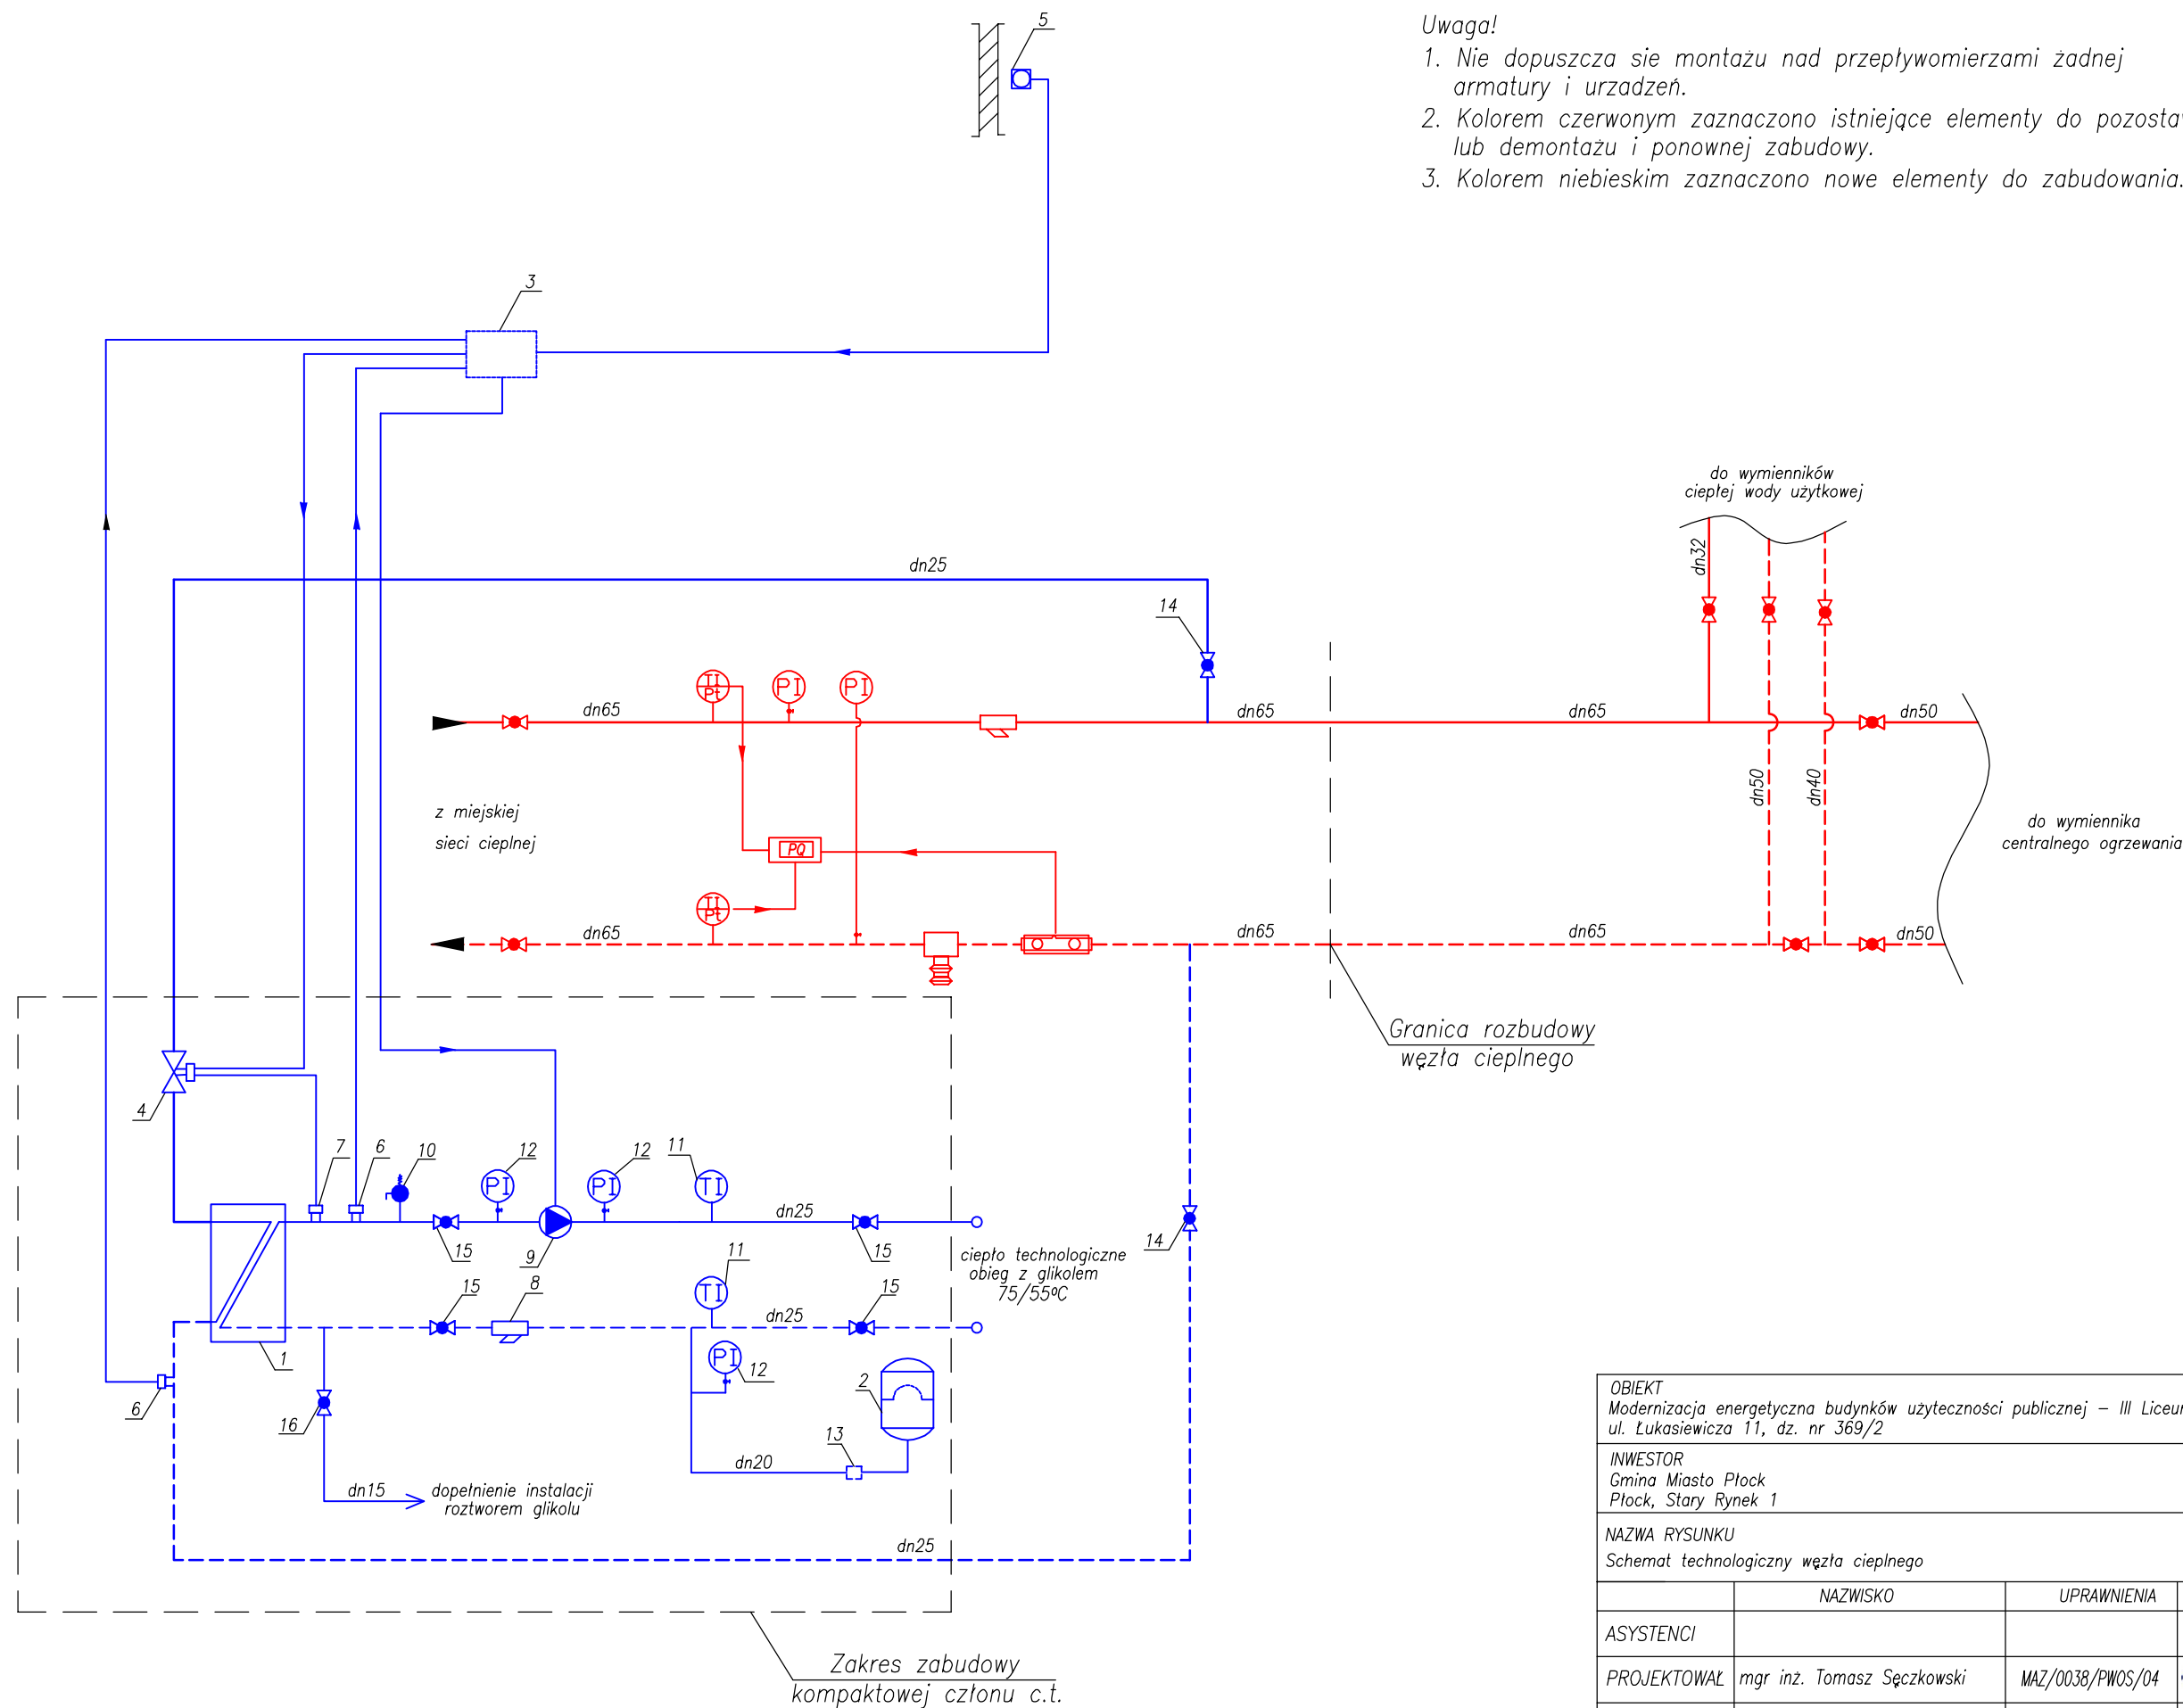 Uwaga!
1. Nie dopuszcza sie montażu nad przepływomierzami żadnej
armatury i urzadzeń.
2. Kolorem czerwonym zaznaczono istniejące elementy do
lub demontażu i ponownej zabudowy.
3. Kolorem niebieskim zaznaczono nowe elementy do zabudowania.
5
3
do wymienników
ciepłej wody użytkowej
dn32
dn25
14
TI
Pt
PI
PI
dn65
dn65
dn65
dn50
dn50
dn40
z miejskiej
sieci cieplnej
do wymiennika
centralnego ogrzewania
PQ
TI
Pt
dn65
dn65
dn65
dn50
Granica rozbudowy
węzła cieplnego
4
7
6
10
12
12
11
PI
PI
TI
dn25
15
9
15
14
ciepło technologiczne
obieg z glikolem
75/55ºC
15
8
11
TI
15
dn25
1
PI
12
2
6
16
13
dn20
dn15
dopełnienie instalacji
roztworem glikolu
dn25
Zakres zabudowy
kompaktowej członu c.t.
OBIEKT
Modernizacja energetyczna budynków użyteczności publicznej – III
ul. Łukasiewicza 11, dz. nr 369/2
INWESTOR
Gmina Miasto Płock
Płock, Stary Rynek 1
NAZWA RYSUNKU
Schemat technologiczny węzła cieplnego
NAZWISKO UPRAWNIENIA
ASYSTENCI
PROJEKTOWAŁ mgr inż. Tomasz Sęczkowski MAZ/0038/PWOS/04